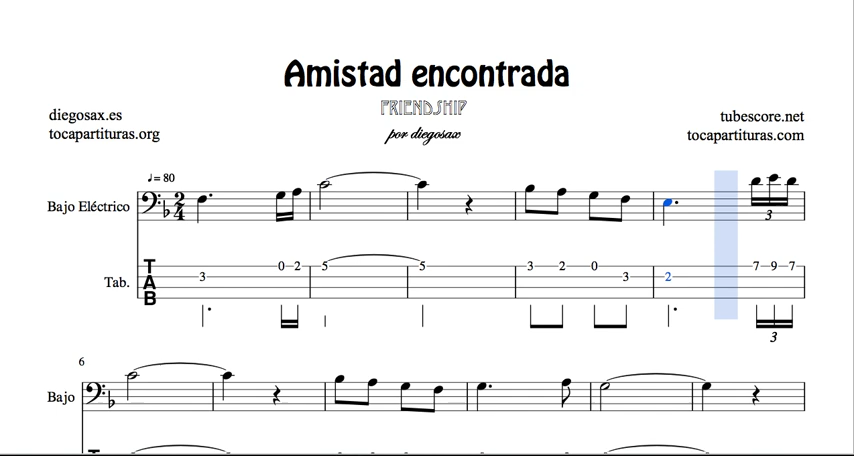 Amistad encontrada
FRIENDSHIP
por diegosax
diegosax.es
tocapartituras.org
tubescore.net
tocapartituras.com
♩= 80
Bajo Eléctrico
2
4
3
Tab.
T
A
B
3 0 2 5 5 3 2 0 3 2 7 9 7
3
6
Bajo